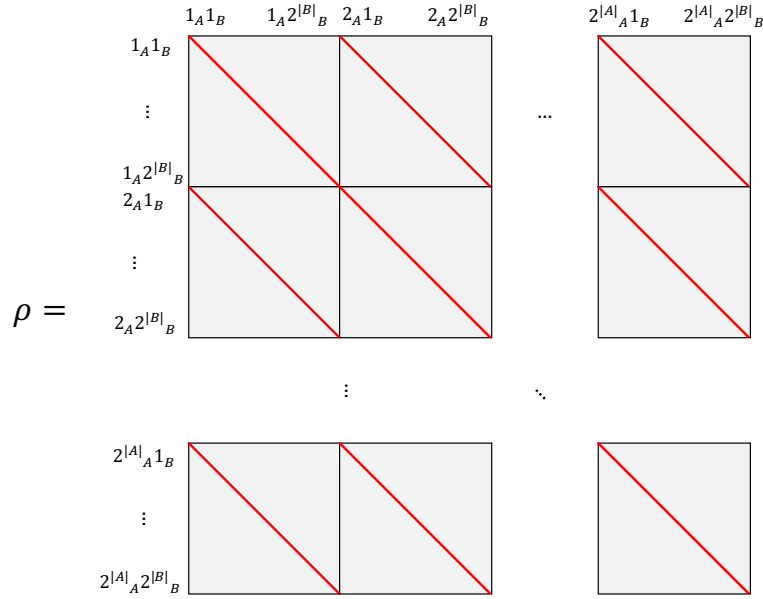 1_A1_B 1_A2^{|B|}_B 2_A1_B 2_A2^{|B|}_B 2^{|A|}_A1_B 2^{|A|}_A2^{|B|}_B
1_A1_B
⋮
...
1_A2^{|B|}_B
2_A1_B
⋮
ρ =
2_A2^{|B|}_B
⋮ ⋱
2^{|A|}_A1_B
⋮
2^{|A|}_A2^{|B|}_B